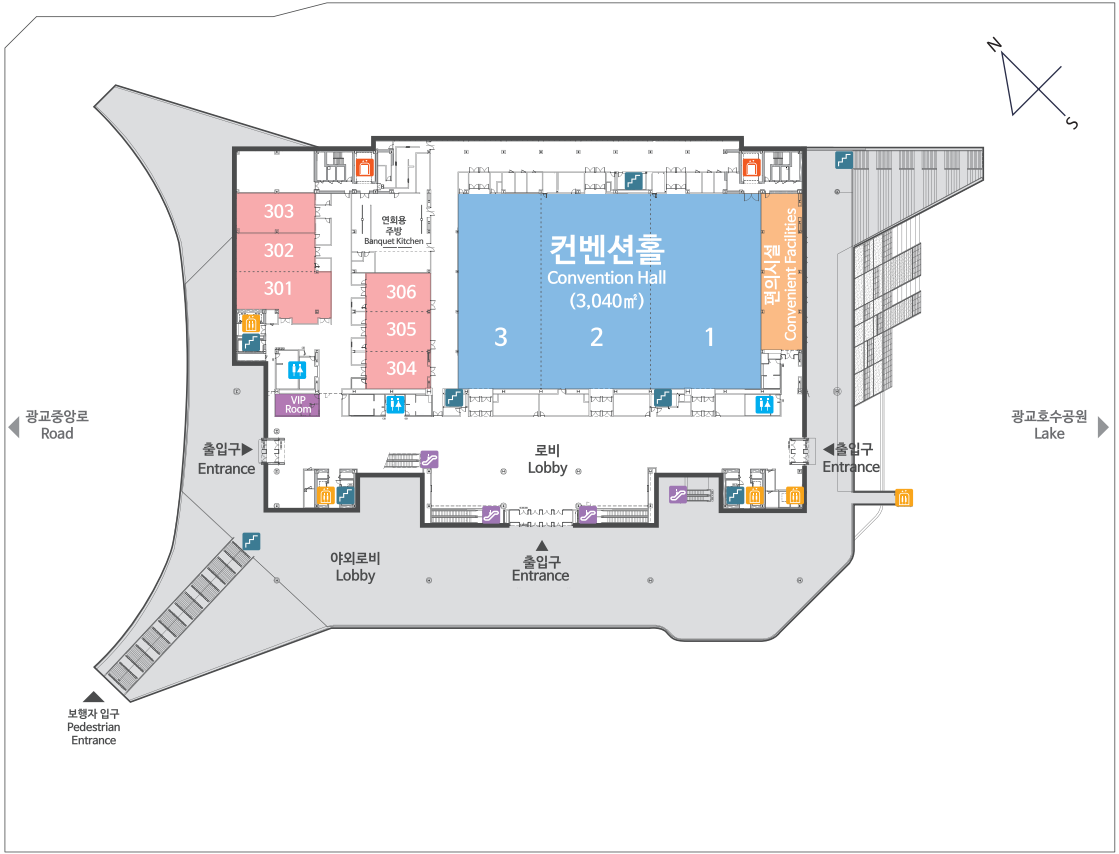 N
S
303
302
301
연회용
주방
Banquet Kitchen
306
305
304
컨벤션홀
Convention Hall
(3,040㎡)
3
2
1
편의시설
Convenient Facilities
VIP
Room
광교중앙로
Road
출입구
Entrance
로비
Lobby
출입구
Entrance
광교호수공원
Lake
야외로비
Lobby
출입구
Entrance
보행자 입구
Pedestrian
Entrance